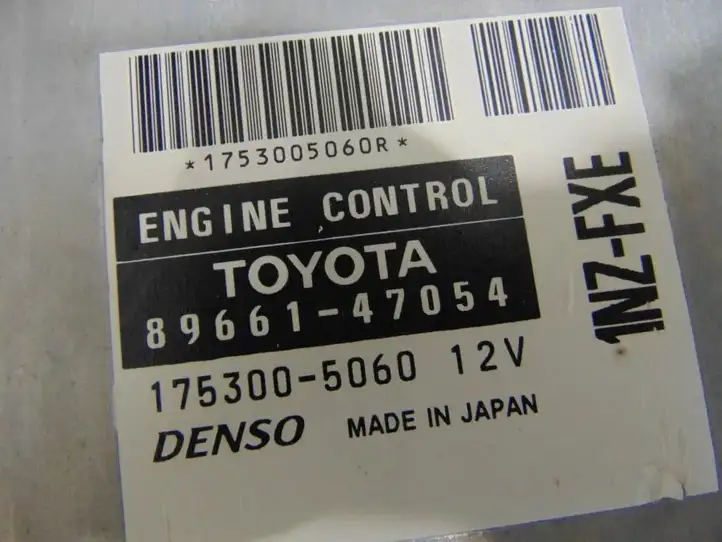 *1753005060R*
ENGINE CONTROL
TOYOTA
89661-47054
175300-5060 12V
DENSO MADE IN JAPAN
1NZ-FXE